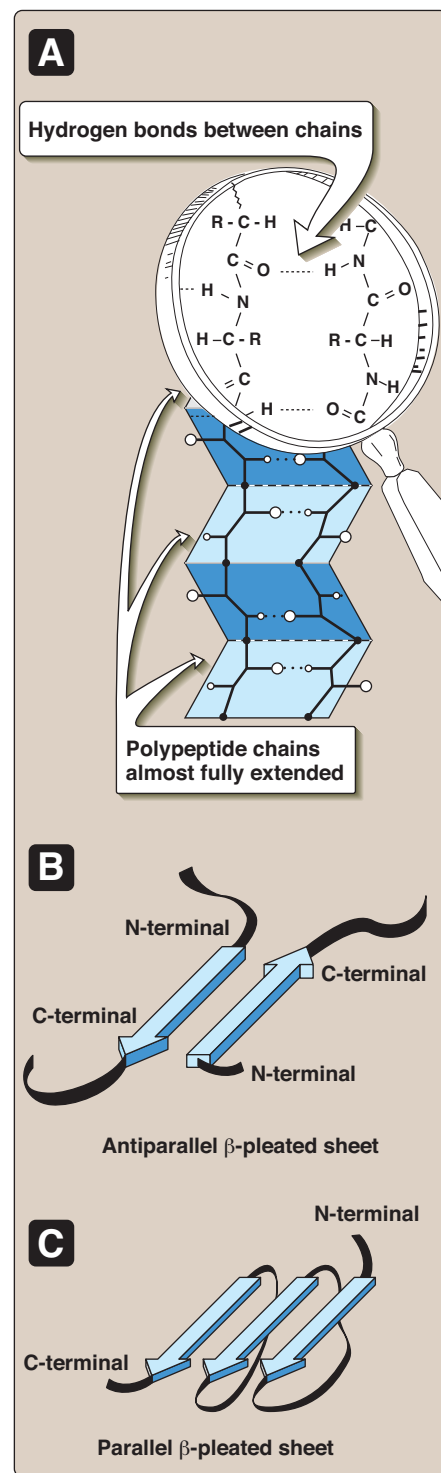 A
Hydrogen bonds between chains
R - C - H
H - C
C = O
H - N
H
N
C = O
H - C - R
R - C - H
C
N - H
H
O = C
Polypeptide chains
almost fully extended
B
N-terminal
C-terminal
C-terminal
N-terminal
Antiparallel β-pleated sheet
C
N-terminal
C-terminal
Parallel β-pleated sheet